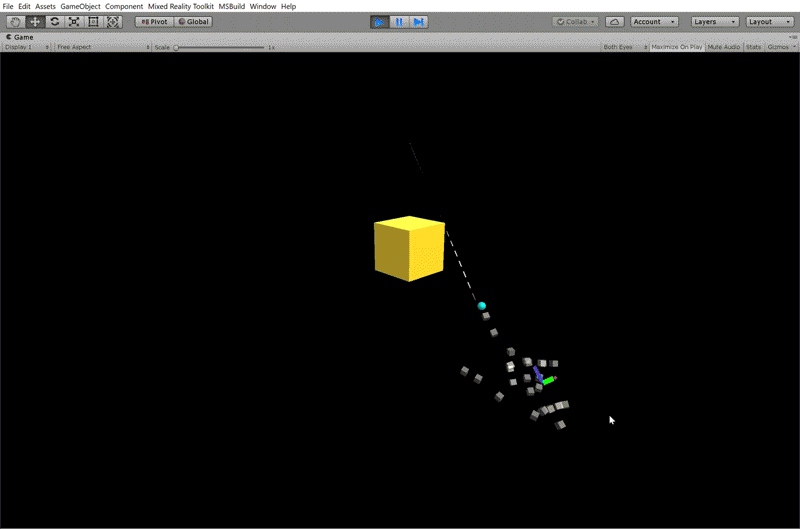 File Edit Assets GameObject Component Mixed Reality Toolkit MSBuild Window Help
Pivot Global Collab Account Layers Layout
Game
Display 1 Free Aspect Scale 1x Both Eyes Maximize On Play Mute Audio Stats Gizmos